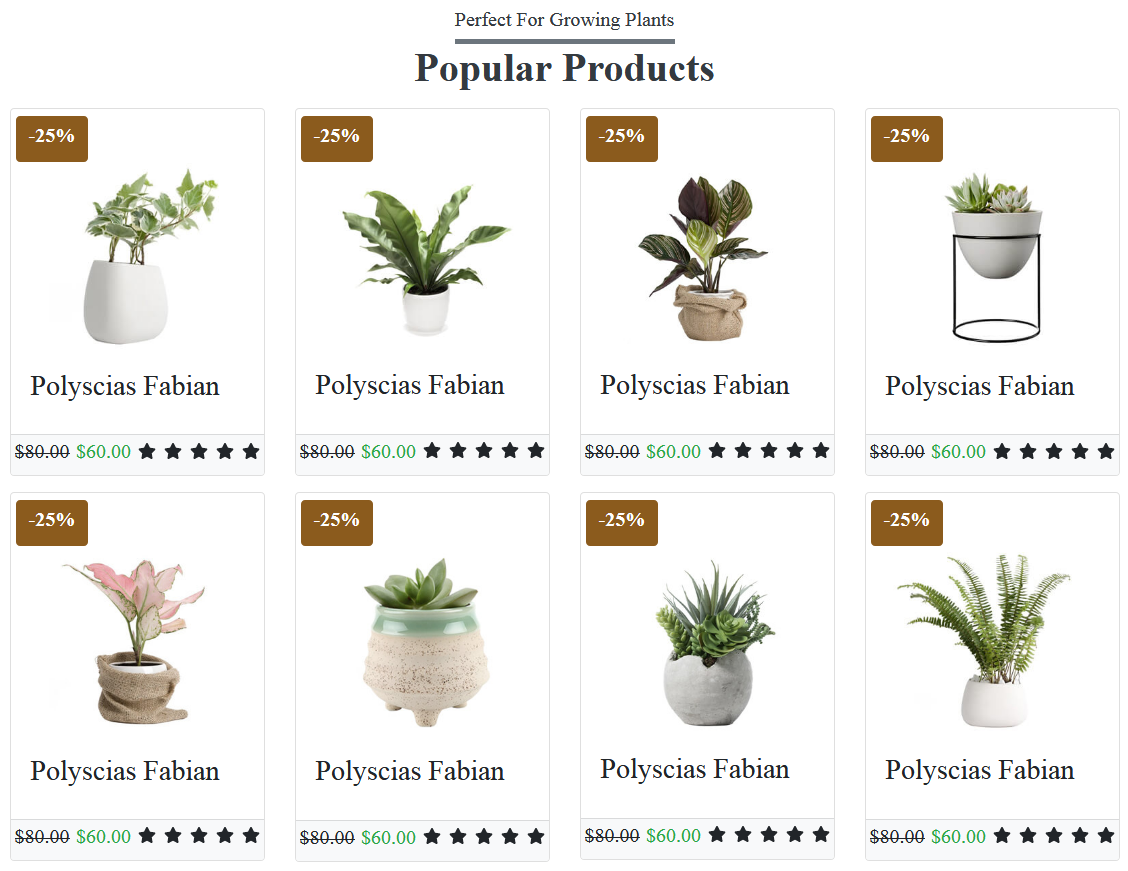 Perfect For Growing Plants
Popular Products
-25% -25% -25% -25%
Polyscias Fabian Polyscias Fabian Polyscias Fabian Polyscias Fabian
$80.00 $60.00 $80.00 $60.00 $80.00 $60.00 $80.00 $60.00
-25% -25% -25% -25%
Polyscias Fabian Polyscias Fabian Polyscias Fabian Polyscias Fabian
$80.00 $60.00 $80.00 $60.00 $80.00 $60.00 $80.00 $60.00